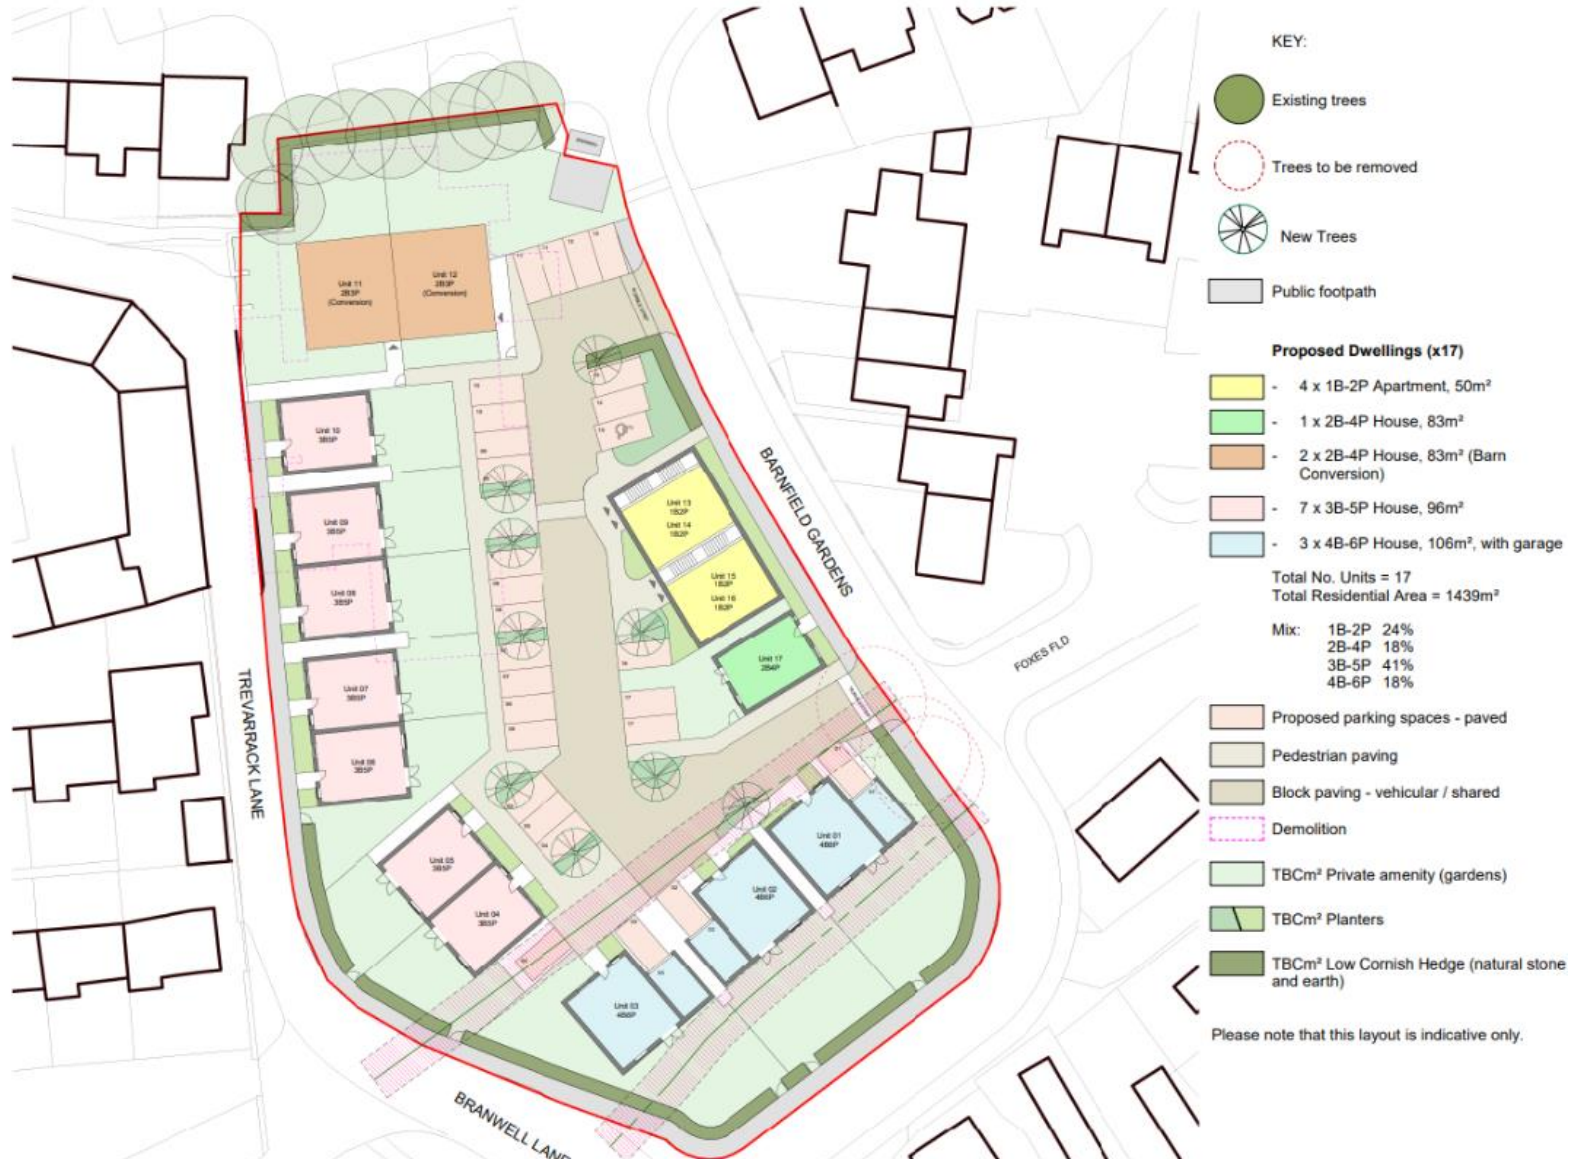 KEY:
Existing trees
Trees to be removed
New Trees
Public footpath
Proposed Dwellings (x17)
- 4 x 1B-2P Apartment, 50m²
- 1 x 2B-4P House, 83m²
- 2 x 2B-4P House, 83m² (Barn
Conversion)
- 7 x 3B-5P House, 96m²
- 3 x 4B-6P House, 106m², with garage
Total No. Units = 17
Total Residential Area = 1439m²
Mix: 1B-2P 24%
2B-4P 18%
3B-5P 41%
4B-6P 18%
Proposed parking spaces - paved
Pedestrian paving
Block paving - vehicular / shared
Demolition
TBCm² Private amenity (gardens)
TBCm² Planters
TBCm² Low Cornish Hedge (natural stone
and earth)
Please note that this layout is indicative only.
Unit 11
2B3P
(Conversion)
Unit 12
2B3P
(Conversion)
Unit 10
3B5P
Unit 09
3B5P
Unit 08
3B5P
Unit 07
3B5P
Unit 06
3B5P
Unit 05
3B5P
Unit 04
3B5P
Unit 03
4B6P
Unit 02
4B6P
Unit 01
4B6P
Unit 13
1B2P
Unit 14
1B2P
Unit 15
1B2P
Unit 16
1B2P
Unit 17
2B4P
TREVARRACK LANE
BARNFIELD GARDENS
FOXES FLD
BRANWELL LANE